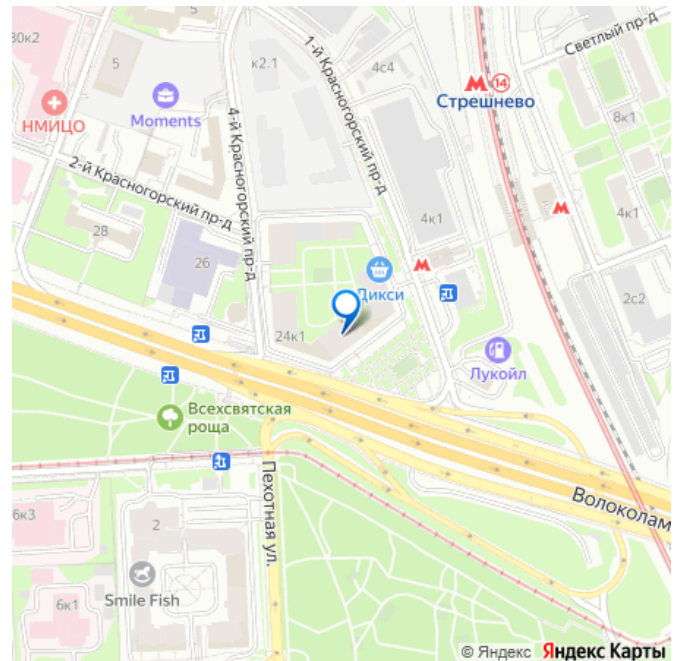 30к2
5
к2.1
1-й Красногорский пр-д
4с4
14
Стрешнево
Светлый пр-д
8к1
НМИЦО
Moments
4-й Красногорский пр-д
2-й Красногорский пр-д
4к1
4к1
28
26
Дикси
2с2
24к1
Лукойл
Всехсвятская
роща
Пехотная ул.
Волоколам
6к3
2
6к1
Smile Fish
© Яндекс Яндекс Карты